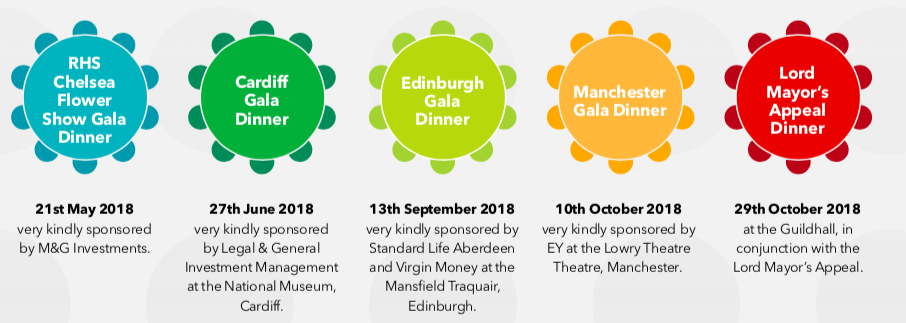 RHS
Chelsea
Flower
Show Gala
Dinner
21st May 2018
very kindly sponsored
by M&G Investments.
Cardiff
Gala
Dinner
27th June 2018
very kindly sponsored
by Legal & General
Investment Management
at the National Museum,
Cardiff.
Edinburgh
Gala
Dinner
13th September 2018
very kindly sponsored by
Standard Life Aberdeen
and Virgin Money at the
Mansfield Traquair,
Edinburgh.
Manchester
Gala Dinner
10th October 2018
very kindly sponsored by
EY at the Lowry Theatre
Theatre, Manchester.
Lord
Mayor's
Appeal
Dinner
29th October 2018
at the Guildhall, in
conjunction with the
Lord Mayor's Appeal.